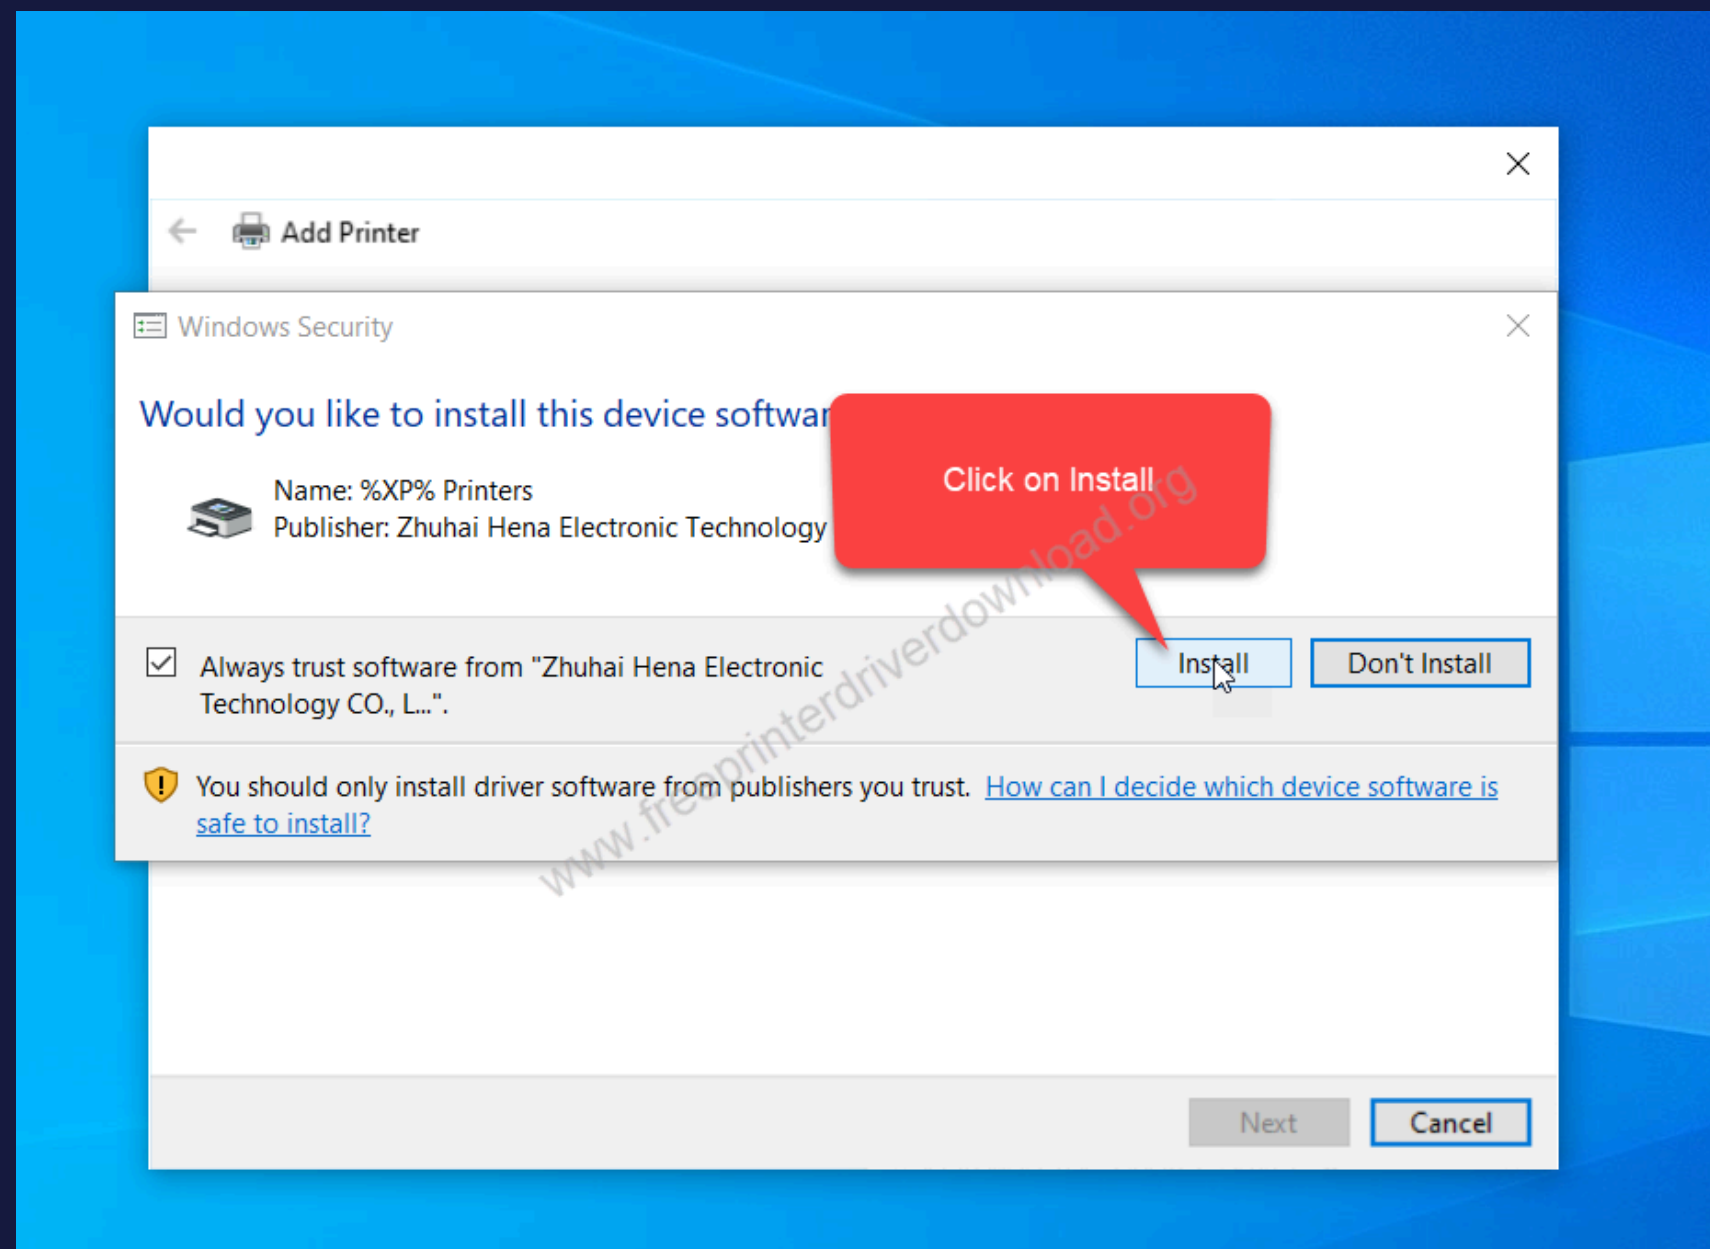 Add Printer
Windows Security
Would you like to install this device softwar
Click on Install
Name: %XP% Printers
Publisher: Zhuhai Hena Electronic Technology
Always trust software from "Zhuhai Hena Electronic
Technology CO., L...".
Install
Don't Install
You should only install driver software from publishers you trust. How can I decide which device software is
safe to install?
www.freeprinterdriverdownload.org
Next
Cancel